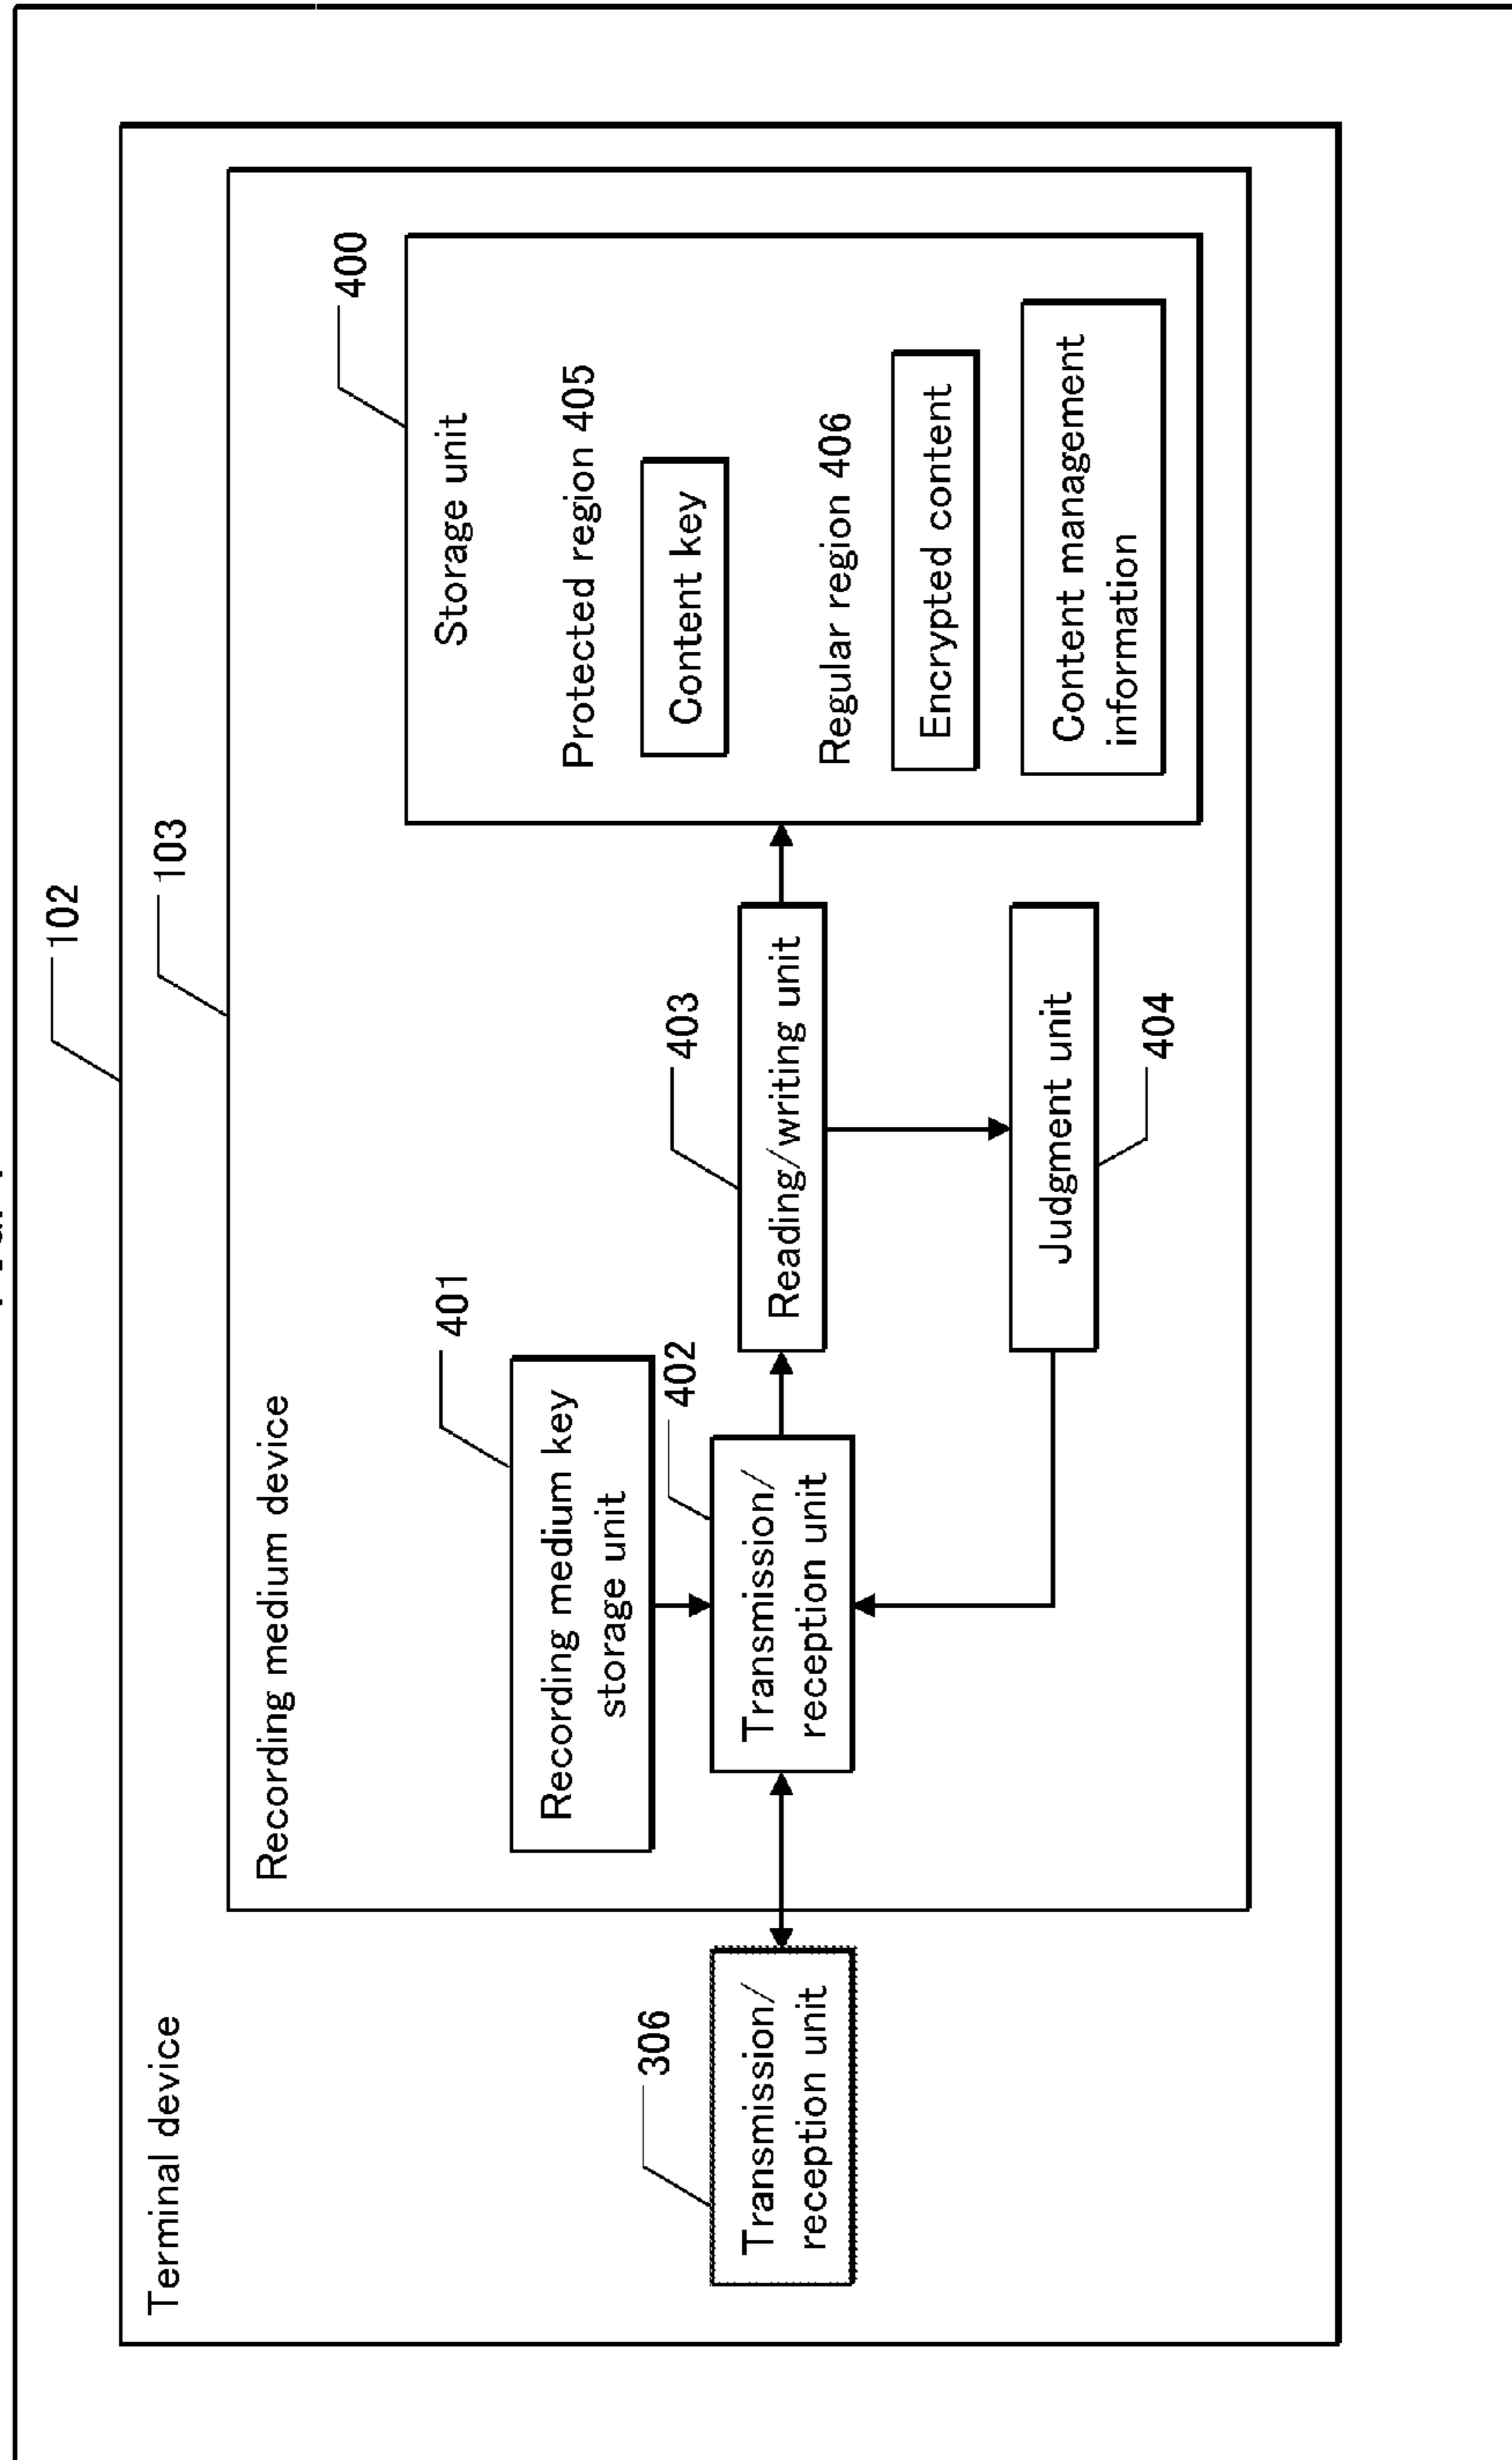 102
Terminal device
103
Recording medium device
306
Transmission/
reception unit
401
Recording medium key
storage unit
402
Transmission/
reception unit
403
Reading/writing unit
Judgment unit
404
400
Storage unit
Protected region 405
Content key
Regular region 406
Encrypted content
Content management
information